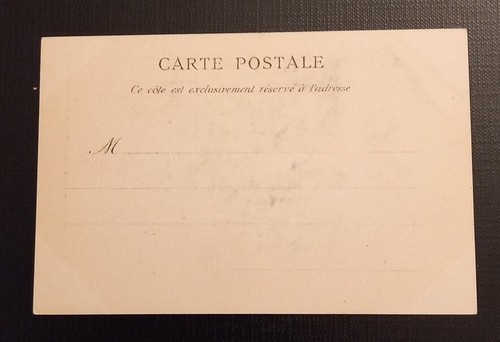 CARTE POSTALE
Ce côté est exclusivement réservé à l'adresse
M